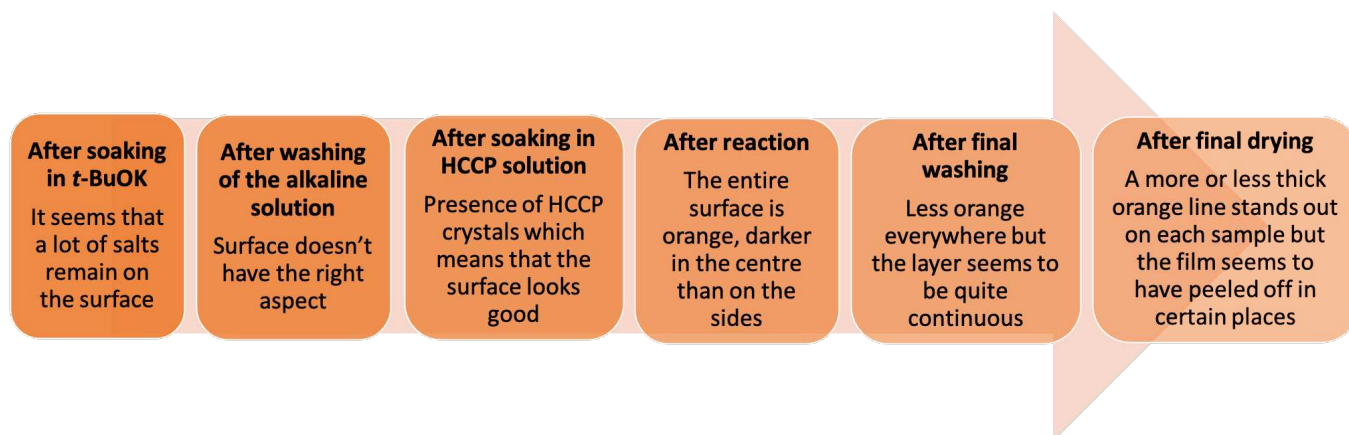 After soaking
in t-BuOK
It seems that
a lot of salts
remain on
the surface
After washing
of the alkaline
solution
Surface doesn't
have the right
aspect
After soaking in
HCCP solution
Presence of HCCP
crystals which
means that the
surface looks
good
After reaction
The entire
surface is
orange, darker
in the centre
than on the
sides
After final
washing
Less orange
everywhere but
the layer seems to
be quite
continuous
After final drying
A more or less thick
orange line stands out
on each sample but
the film seems to
have peeled off in
certain places